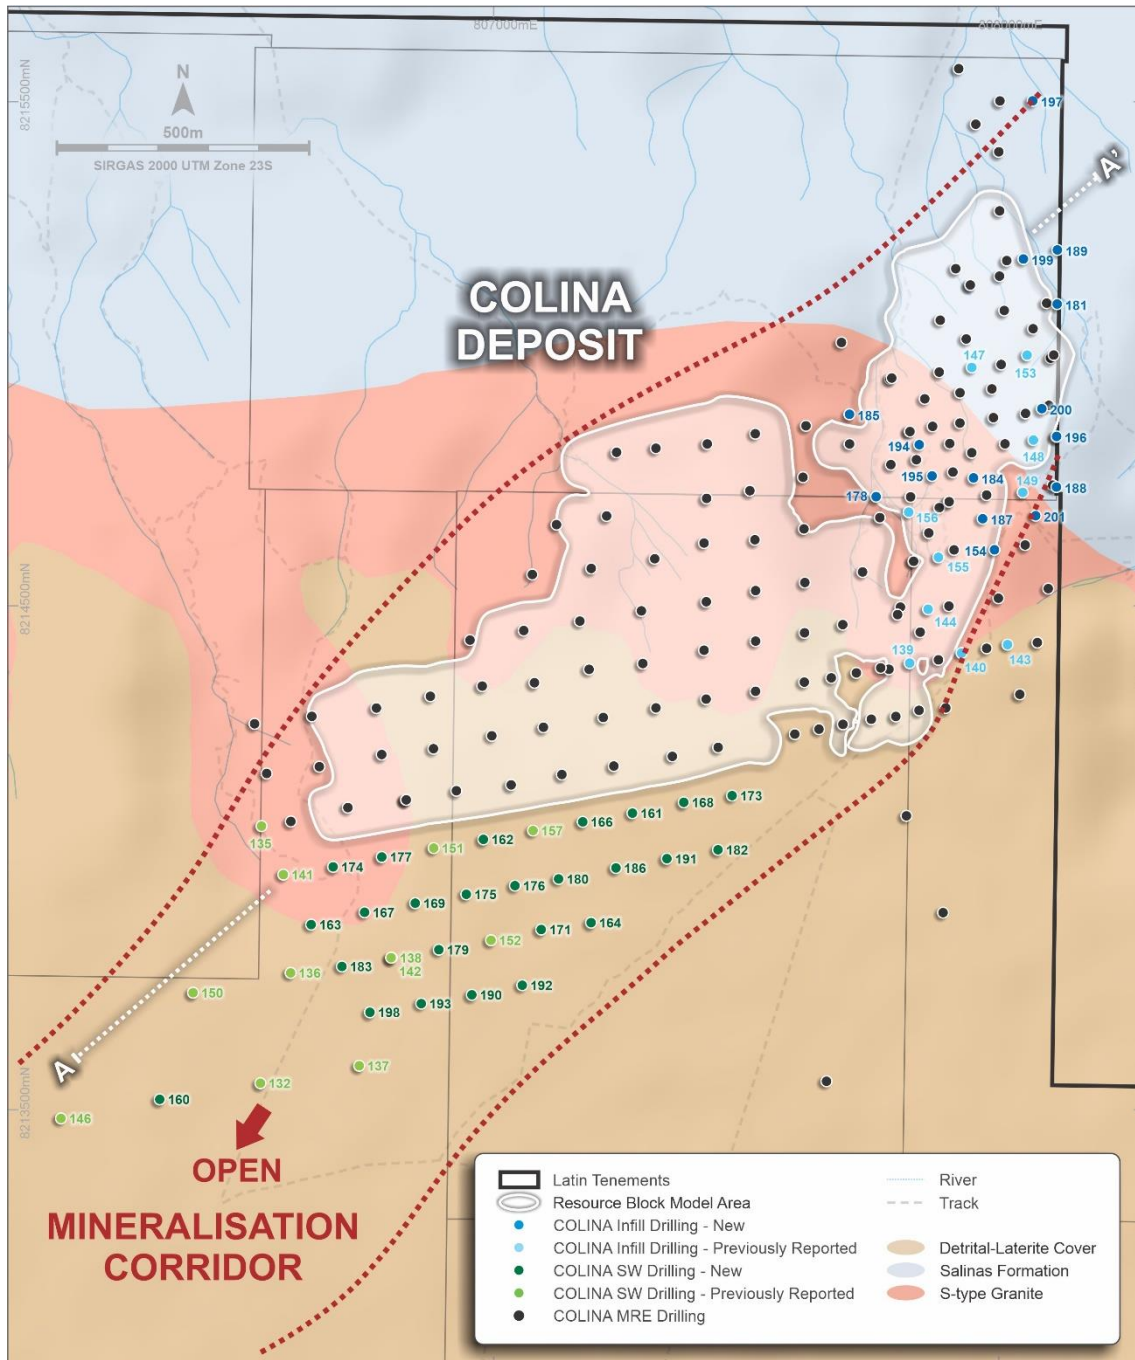 807000mE
808000mE
8215500mN
N
500m
SIRGAS 2000 UTM Zone 23S
197
A'
189
199
181
COLINA
DEPOSIT
147
153
200
185
196
194
148
195
184
149
188
178
156
187
201
154
155
8214500mN
144
139
140
143
173
168
161
166
157
135
162
151
182
177
191
174
186
141
180
176
175
169
167
163
164
171
152
179
138
142
183
136
192
150
190
193
198
A
137
132
160
8213500mN
146
OPEN
MINERALISATION
CORRIDOR
Latin Tenements
Resource Block Model Area
COLINA Infill Drilling - New
COLINA Infill Drilling - Previously Reported
COLINA SW Drilling - New
COLINA SW Drilling - Previously Reported
COLINA MRE Drilling
River
Track
Detrital-Laterite Cover
Salinas Formation
S-type Granite